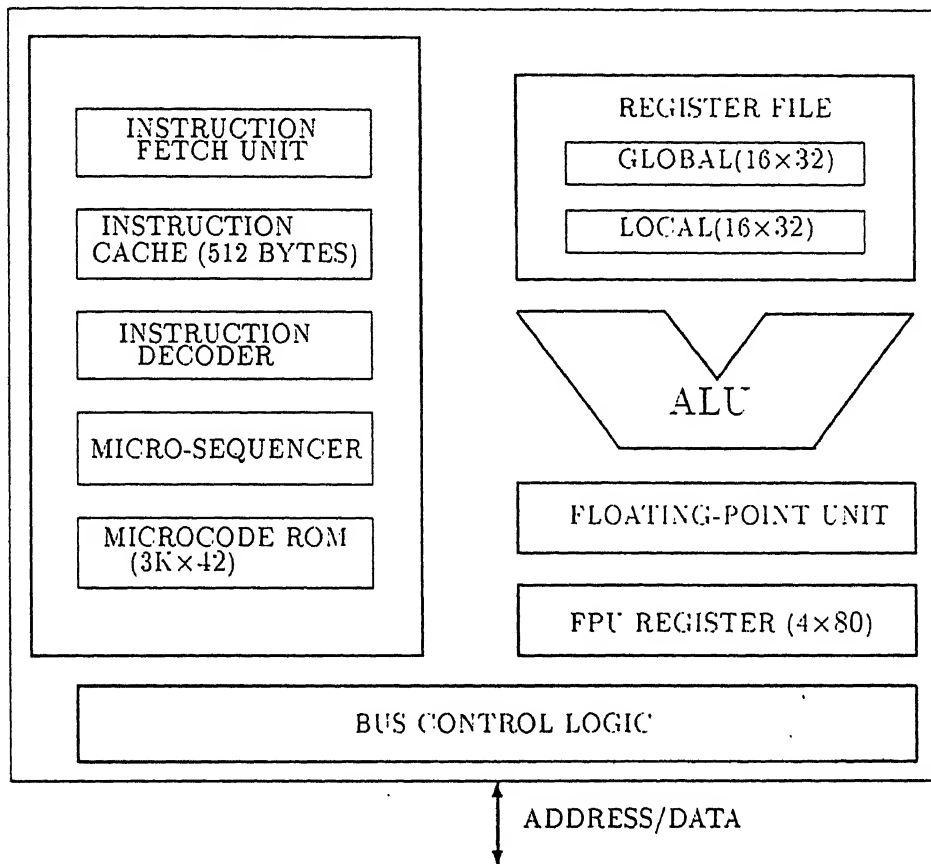 INSTRUCTION
FETCH UNIT
INSTRUCTION
CACHE (512 BYTES)
INSTRUCTION
DECODER
MICRO-SEQUENCER
MICROCODE ROM
(3K×42)
REGISTER FILE
GLOBAL(16×32)
LOCAL(16×32)
ALU
FLOATING-POINT UNIT
FPU REGISTER (4×80)
BUS CONTROL LOGIC
ADDRESS/DATA